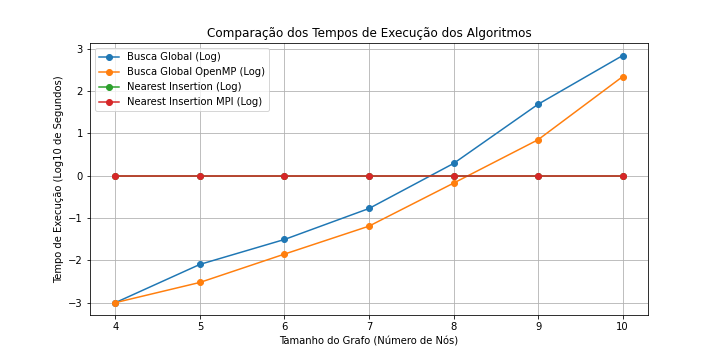 Comparação dos Tempos de Execução dos Algoritmos
Busca Global (Log)
Busca Global OpenMP (Log)
Nearest Insertion (Log)
Nearest Insertion MPI (Log)
Tempo de Execução (Log10 de Segundos)
3
2
1
0
−1
−2
−3
4 5 6 7 8 9 10
Tamanho do Grafo (Número de Nós)